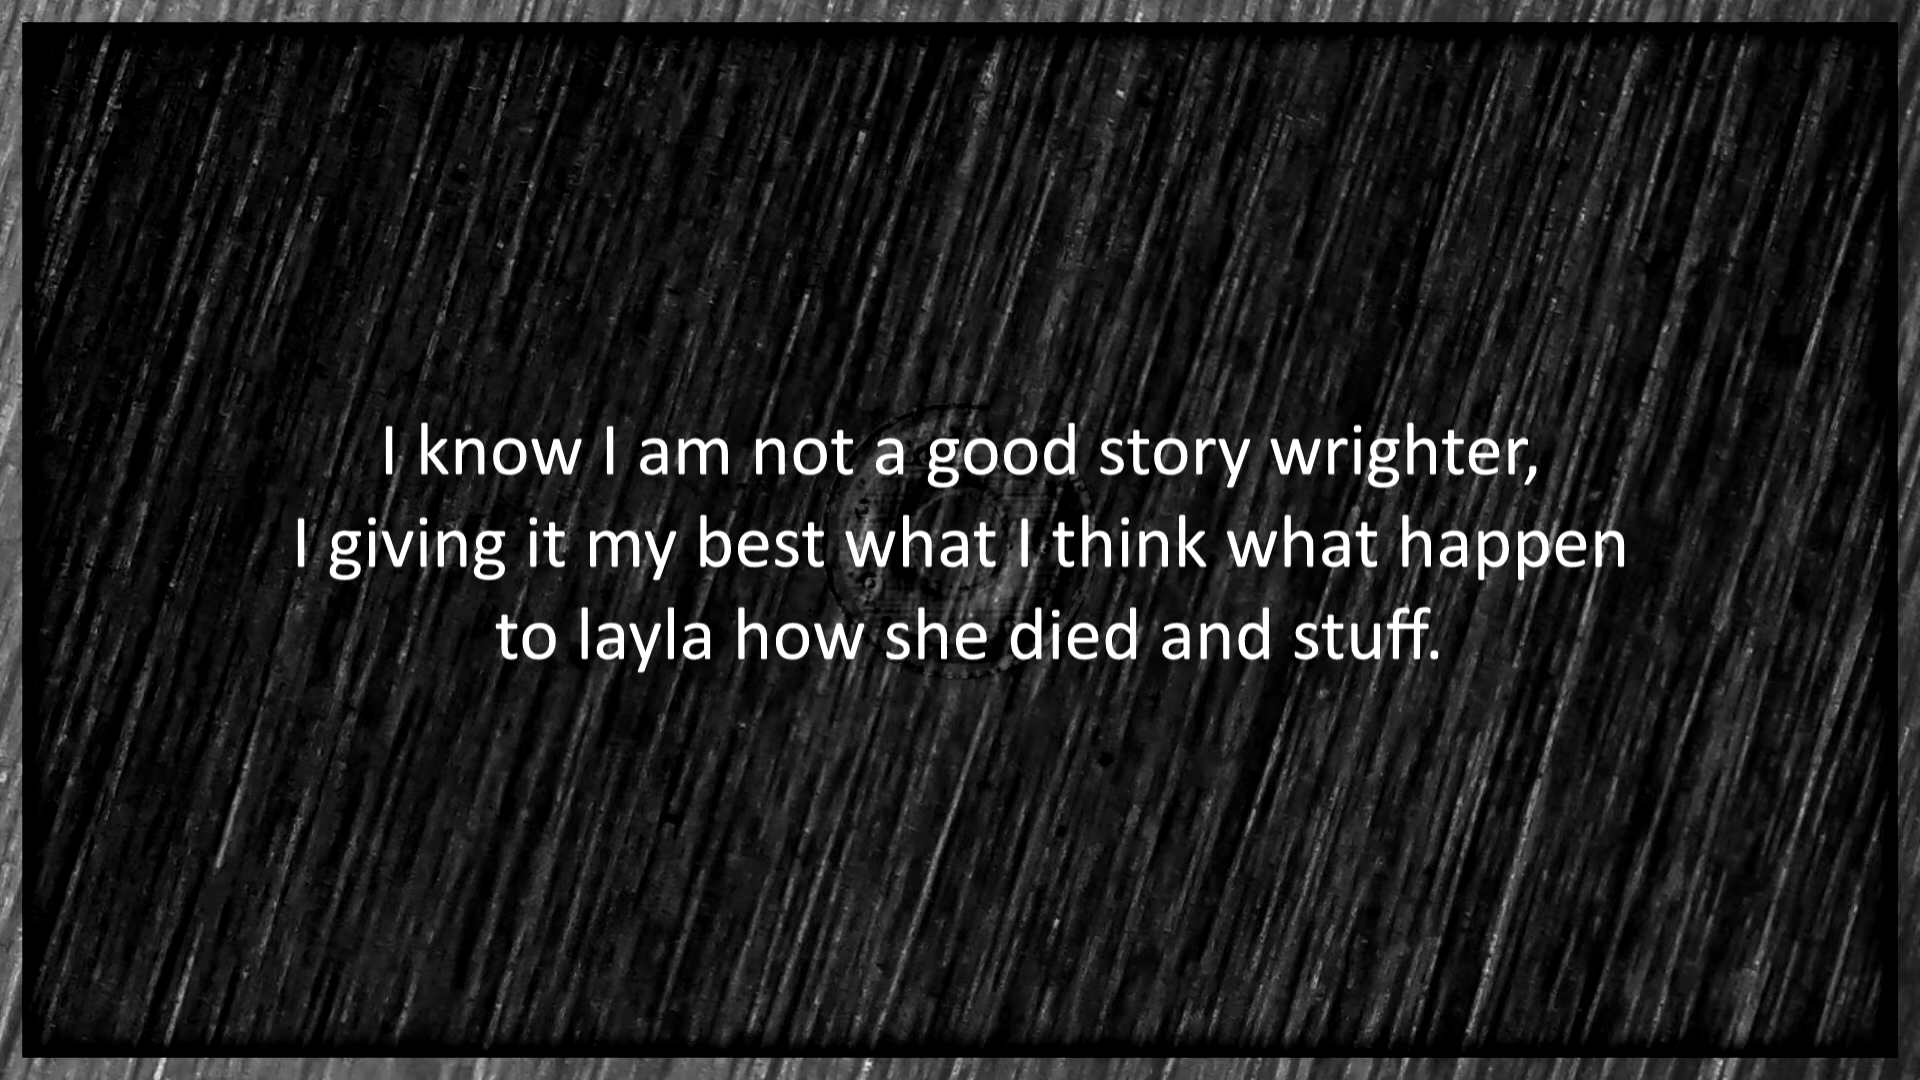 I know I am not a good story wrighter,
I giving it my best what I think what happen
to layla how she died and stuff.